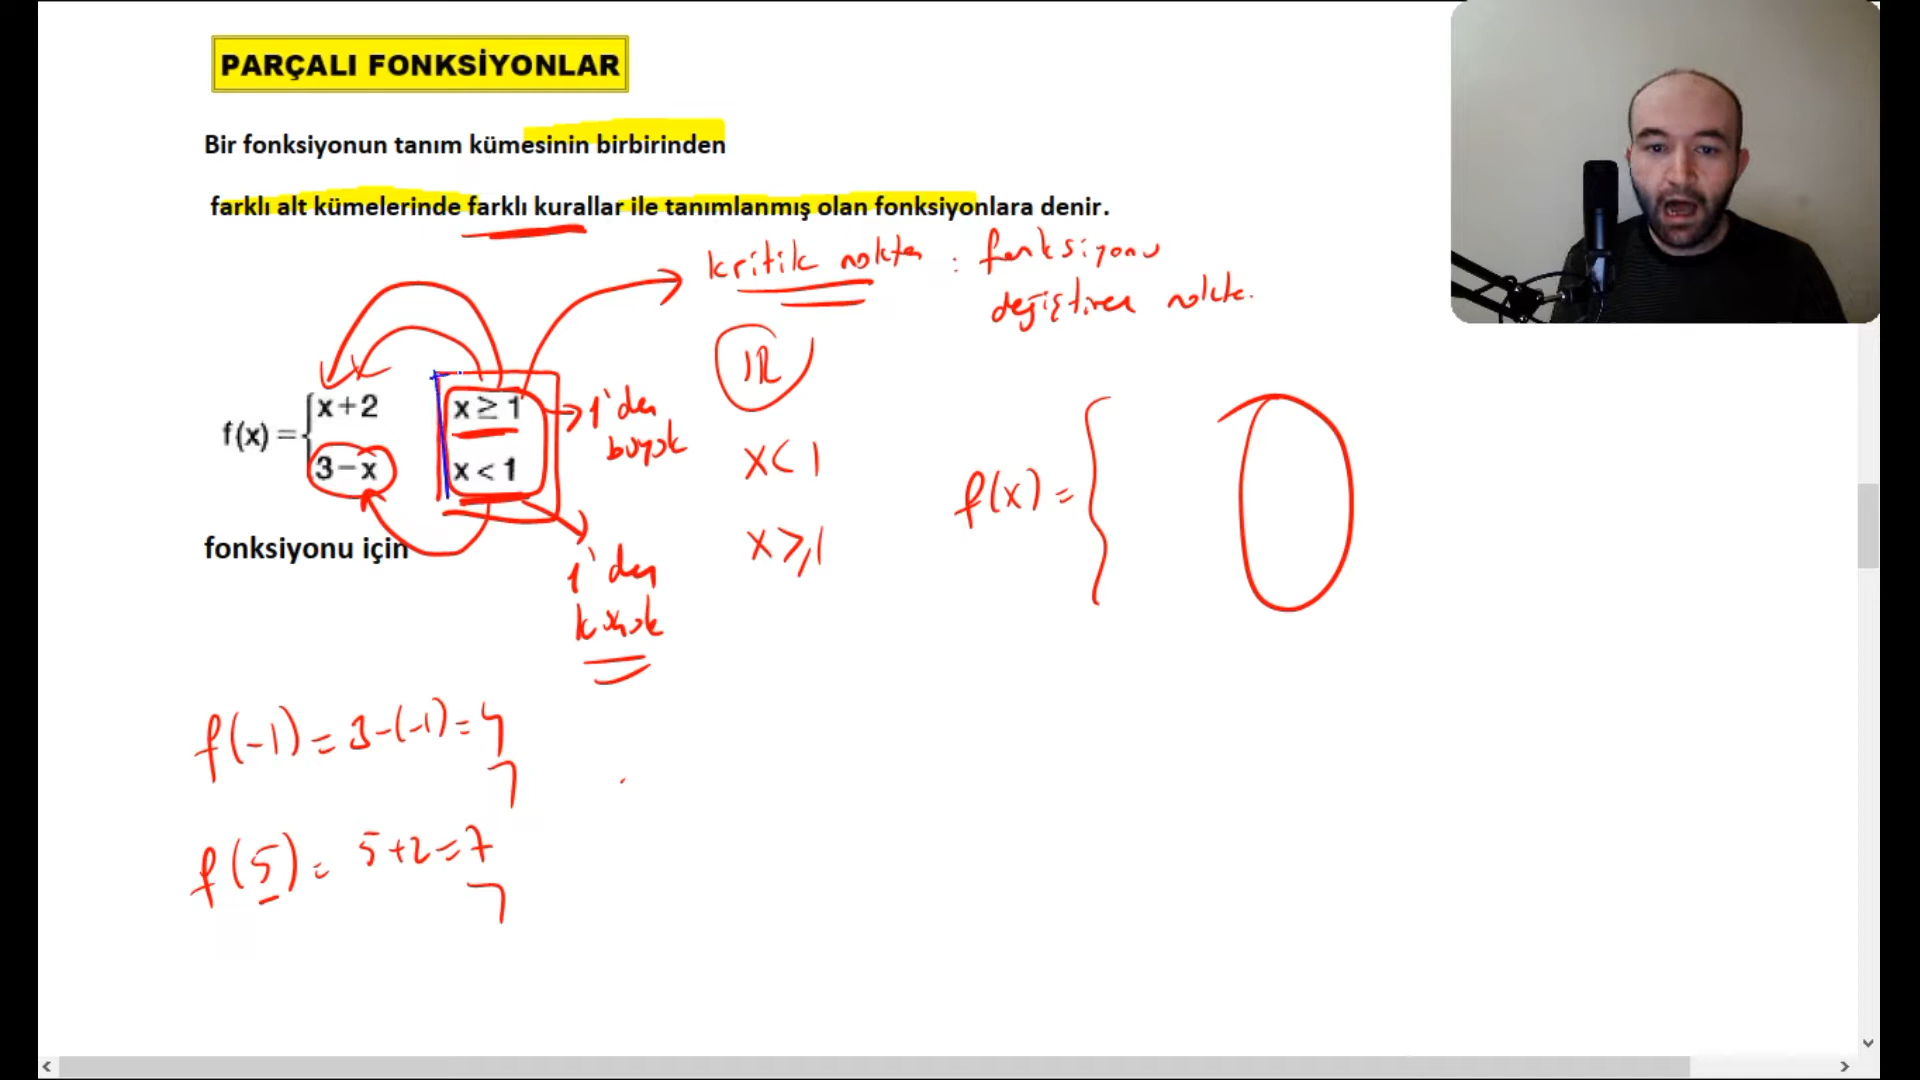 PARÇALI FONKSİYONLAR
Bir fonksiyonun tanım kümesinin birbirinden
farklı alt kümelerinde farklı kurallar ile tanımlanmış olan fonksiyonlara denir.
kritik nokta : fonksiyonu
değiştiren nokta.
IR
f(x) = { x+2 x ≥ 1
3-x x < 1
1'den
büyük
x < 1
x ≥ 1
f(x) = {
fonksiyonu için
1'den
küçük
f(-1) = 3-(-1) = 4
f(5) = 5+2 = 7